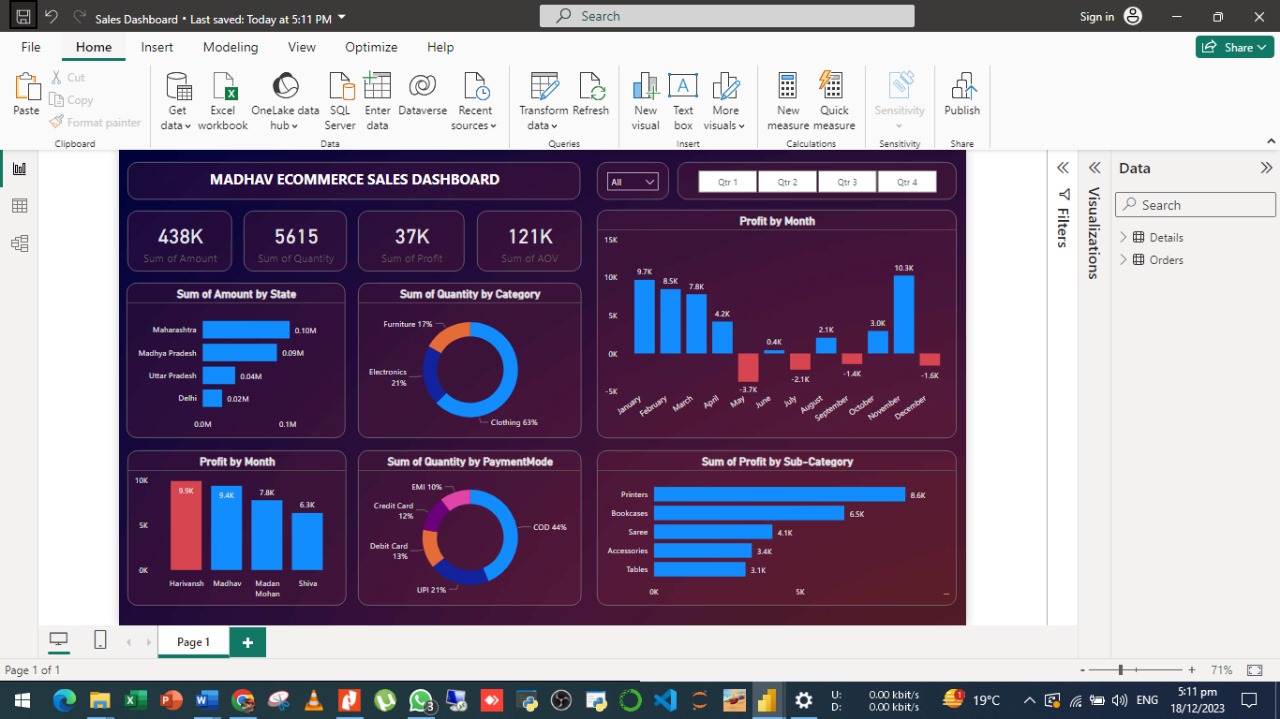 Sales Dashboard • Last saved: Today at 5:11 PM
Search
Sign in
File Home Insert Modeling View Optimize Help
Share
Paste
Cut
Copy
Format painter
Clipboard
Get data
Excel workbook
OneLake data hub
SQL Server
Enter data
Dataverse
Recent sources
Data
Transform data
Refresh
Queries
New visual
Text box
More visuals
Insert
New measure
Quick measure
Calculations
Sensitivity
Sensitivity
Publish
Share
MADHAV ECOMMERCE SALES DASHBOARD
All
Qtr 1 Qtr 2 Qtr 3 Qtr 4
438K
Sum of Amount
5615
Sum of Quantity
37K
Sum of Profit
121K
Sum of AOV
Profit by Month
15K
10K
5K
0K
-5K
9.7K
8.5K
7.8K
4.2K
-3.7K
0.4K
-2.1K
2.1K
-1.4K
3.0K
10.3K
-1.6K
January
February
March
April
May
June
July
August
September
October
November
December
Sum of Amount by State
Maharashtra 0.10M
Madhya Pradesh 0.09M
Uttar Pradesh 0.04M
Delhi 0.02M
0.0M 0.1M
Sum of Quantity by Category
Furniture 17%
Electronics
21%
Clothing 63%
Profit by Month
10K
5K
0K
9.9K
9.4K
7.8K
6.3K
Harivansh
Madhav
Madan
Mohan
Shiva
Sum of Quantity by PaymentMode
EMI 10%
Credit Card
12%
Debit Card
13%
UPI 21%
COD 44%
Sum of Profit by Sub-Category
Printers 8.6K
Bookcases 6.5K
Saree 4.1K
Accessories 3.4K
Tables 3.1K
0K 5K
Filters
Visualizations
Data
Search
Details
Orders
Page 1
Page 1 of 1
- + 71%
3
U: 0.00 kbit/s
D: 0.00 kbit/s
1
19°C
ENG
5:11 pm
18/12/2023